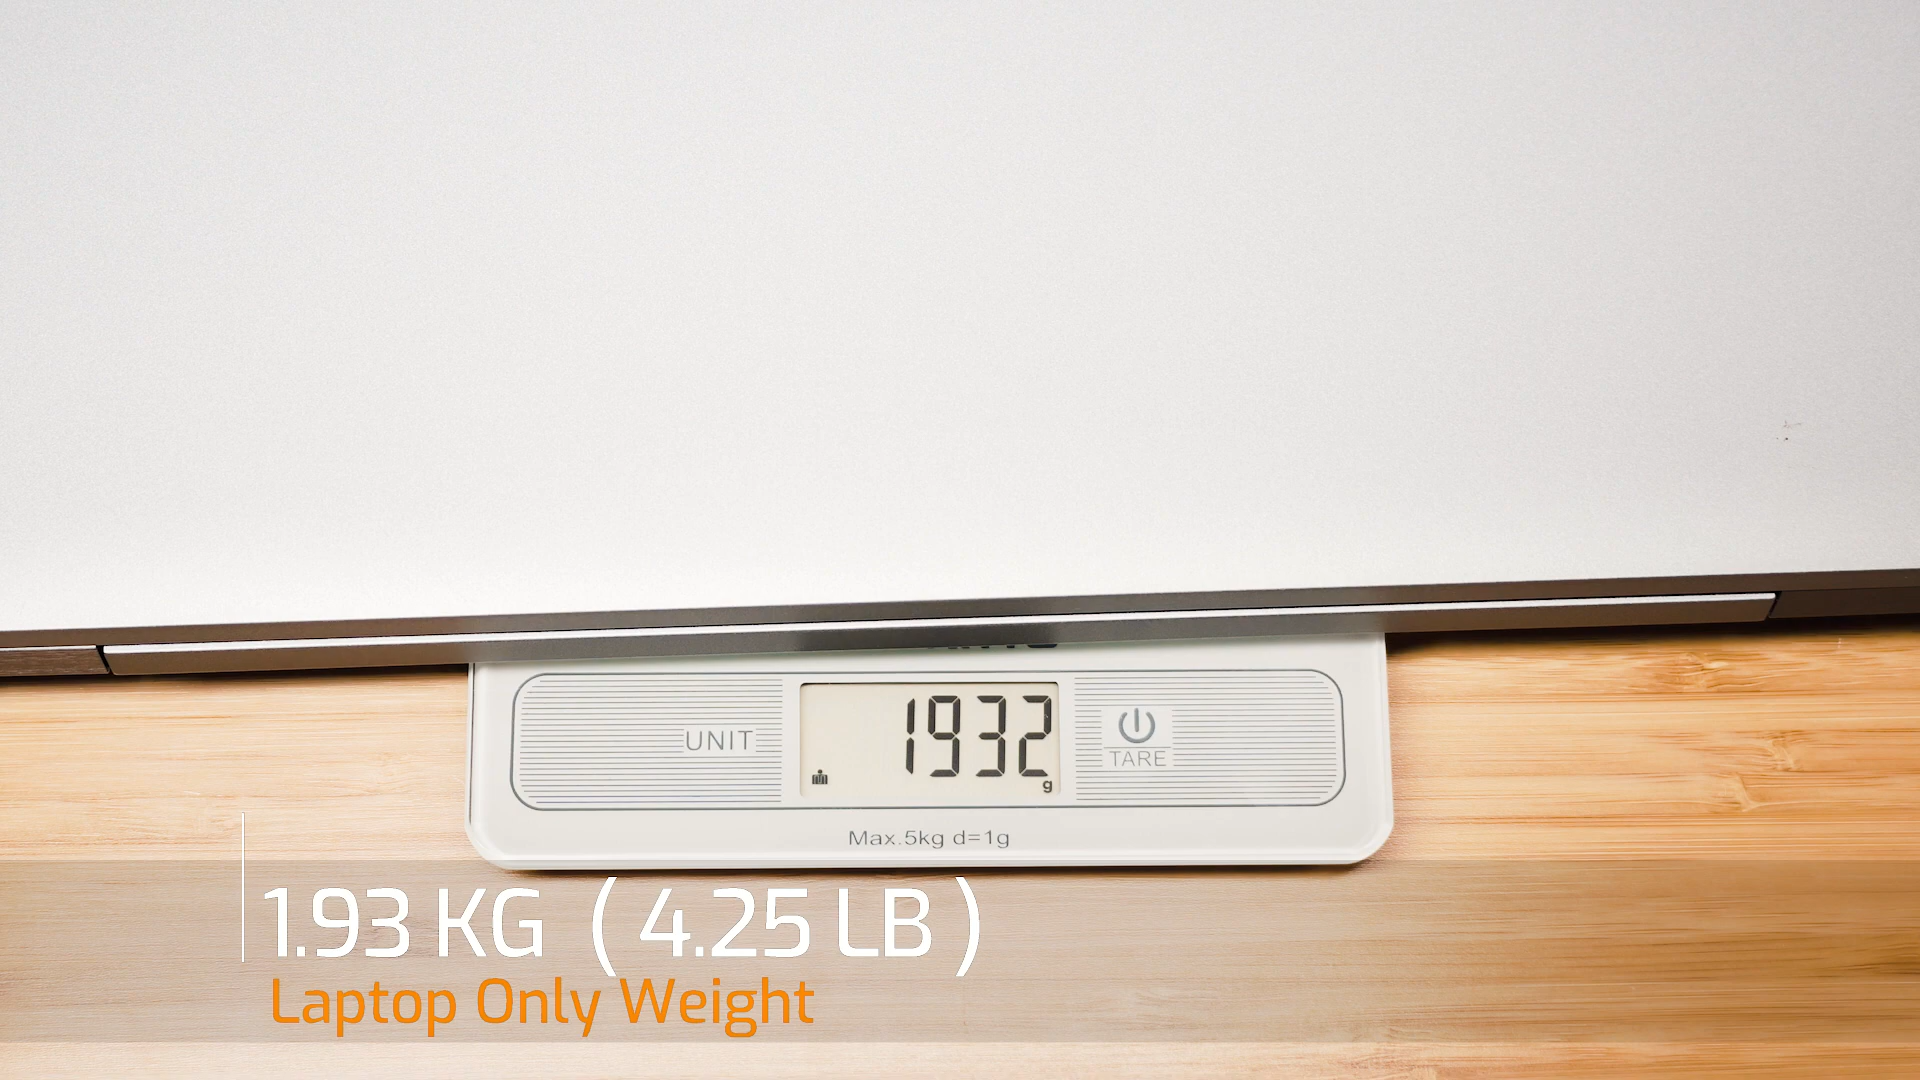 UNIT
1932
g
TARE
Max.5kg d=1g
1.93 KG ( 4.25 LB )
Laptop Only Weight